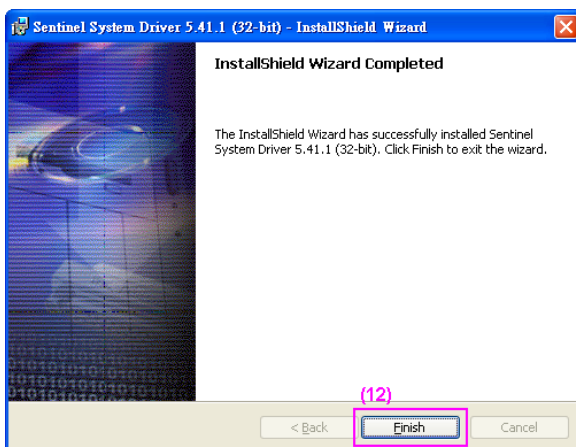 Sentinel System Driver 5.41.1 (32-bit) - InstallShield Wizard
InstallShield Wizard Completed
The InstallShield Wizard has successfully installed Sentinel
System Driver 5.41.1 (32-bit). Click Finish to exit the wizard.
(12)
< Back
Finish
Cancel